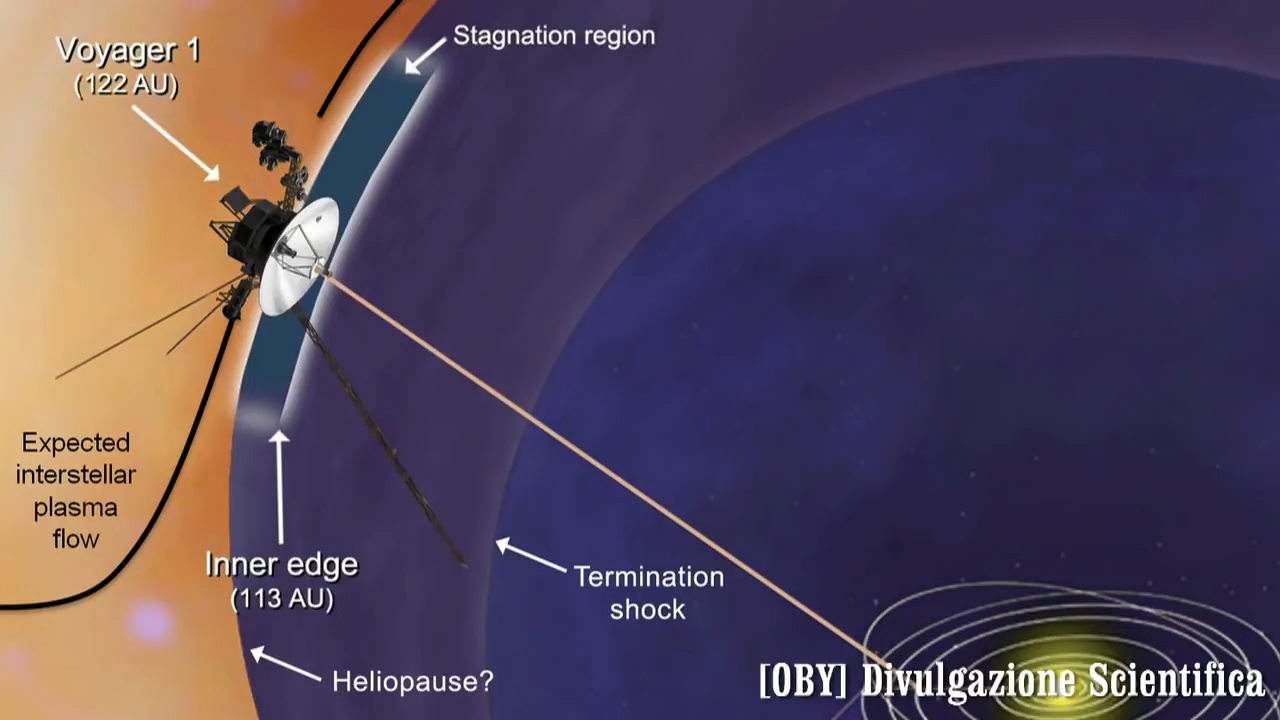 Voyager 1
(122 AU)
Stagnation region
Expected
interstellar
plasma
flow
Inner edge
(113 AU)
Termination
shock
Heliopause?
[OBY] Divulgazione Scientifica